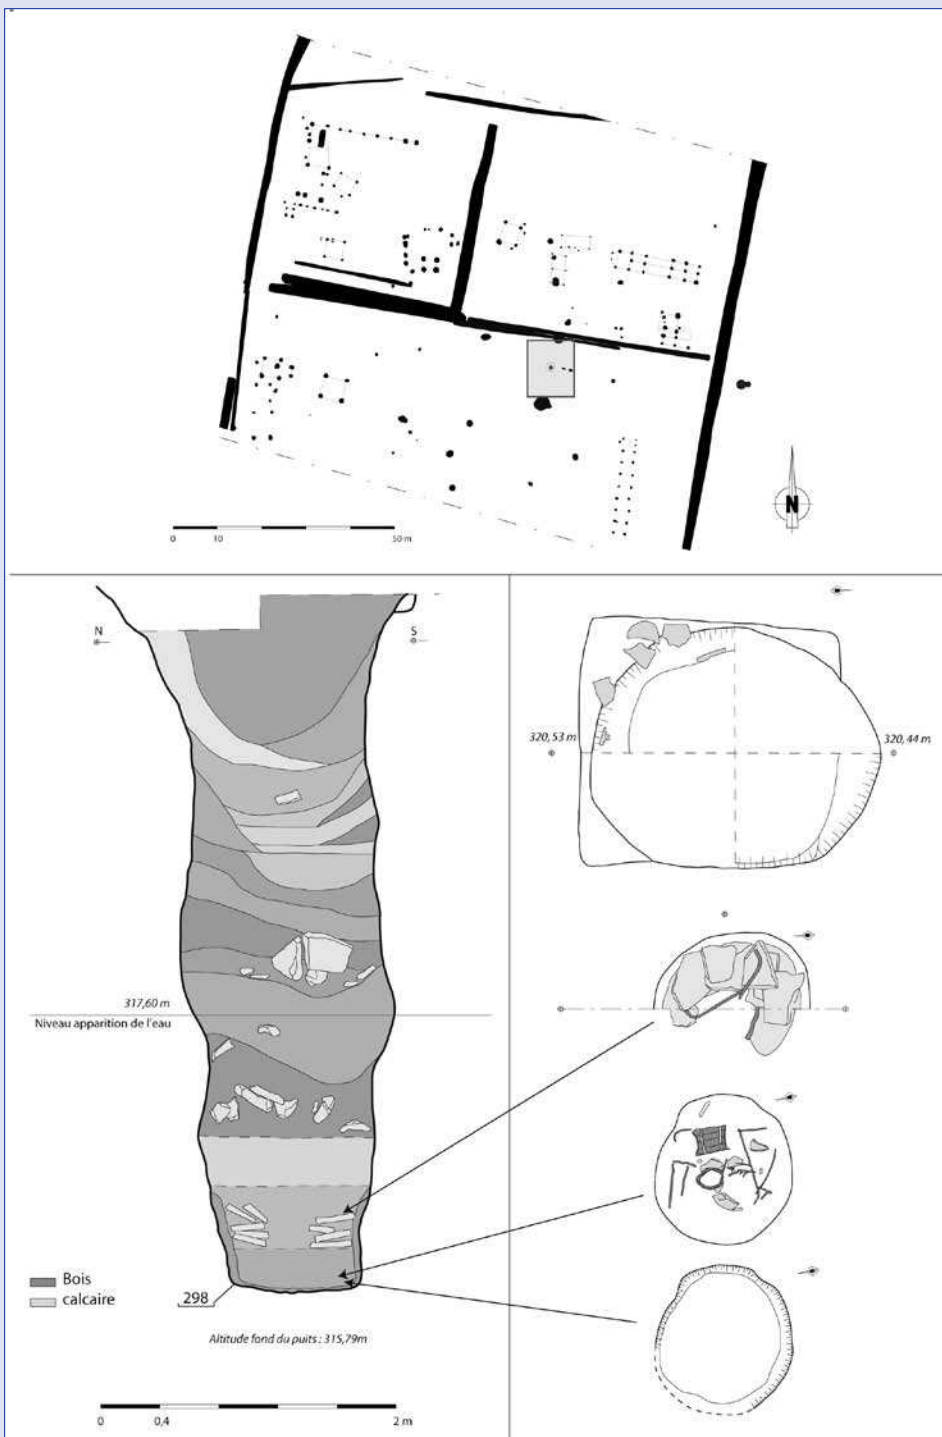 N
0
10
50 m
N
S
320,53 m
320,44 m
317,60 m
Niveau apparition de l'eau
Bois
calcaire
298
Altitude fond du puits : 315,79m
0
0,4
2 m